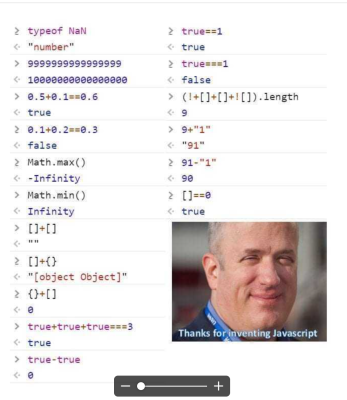 > typeof NaN
<· "number"
> 9999999999999999
<· 10000000000000000
> 0.5+0.1==0.6
<· true
> 0.1+0.2==0.3
<· false
> Math.max()
<· -Infinity
> Math.min()
<· Infinity
> []+[]
<· ""
> []+{}
<· "[object Object]"
> {}+[]
<· 0
> true+true+true===3
<· true
> true-true
<· 0
> true==1
<· true
> true===1
<· false
> (!+[]+[]+![]).length
<· 9
> 9+"1"
<· "91"
> 91-"1"
<· 90
> []==0
<· true
Thanks for inventing Javascript